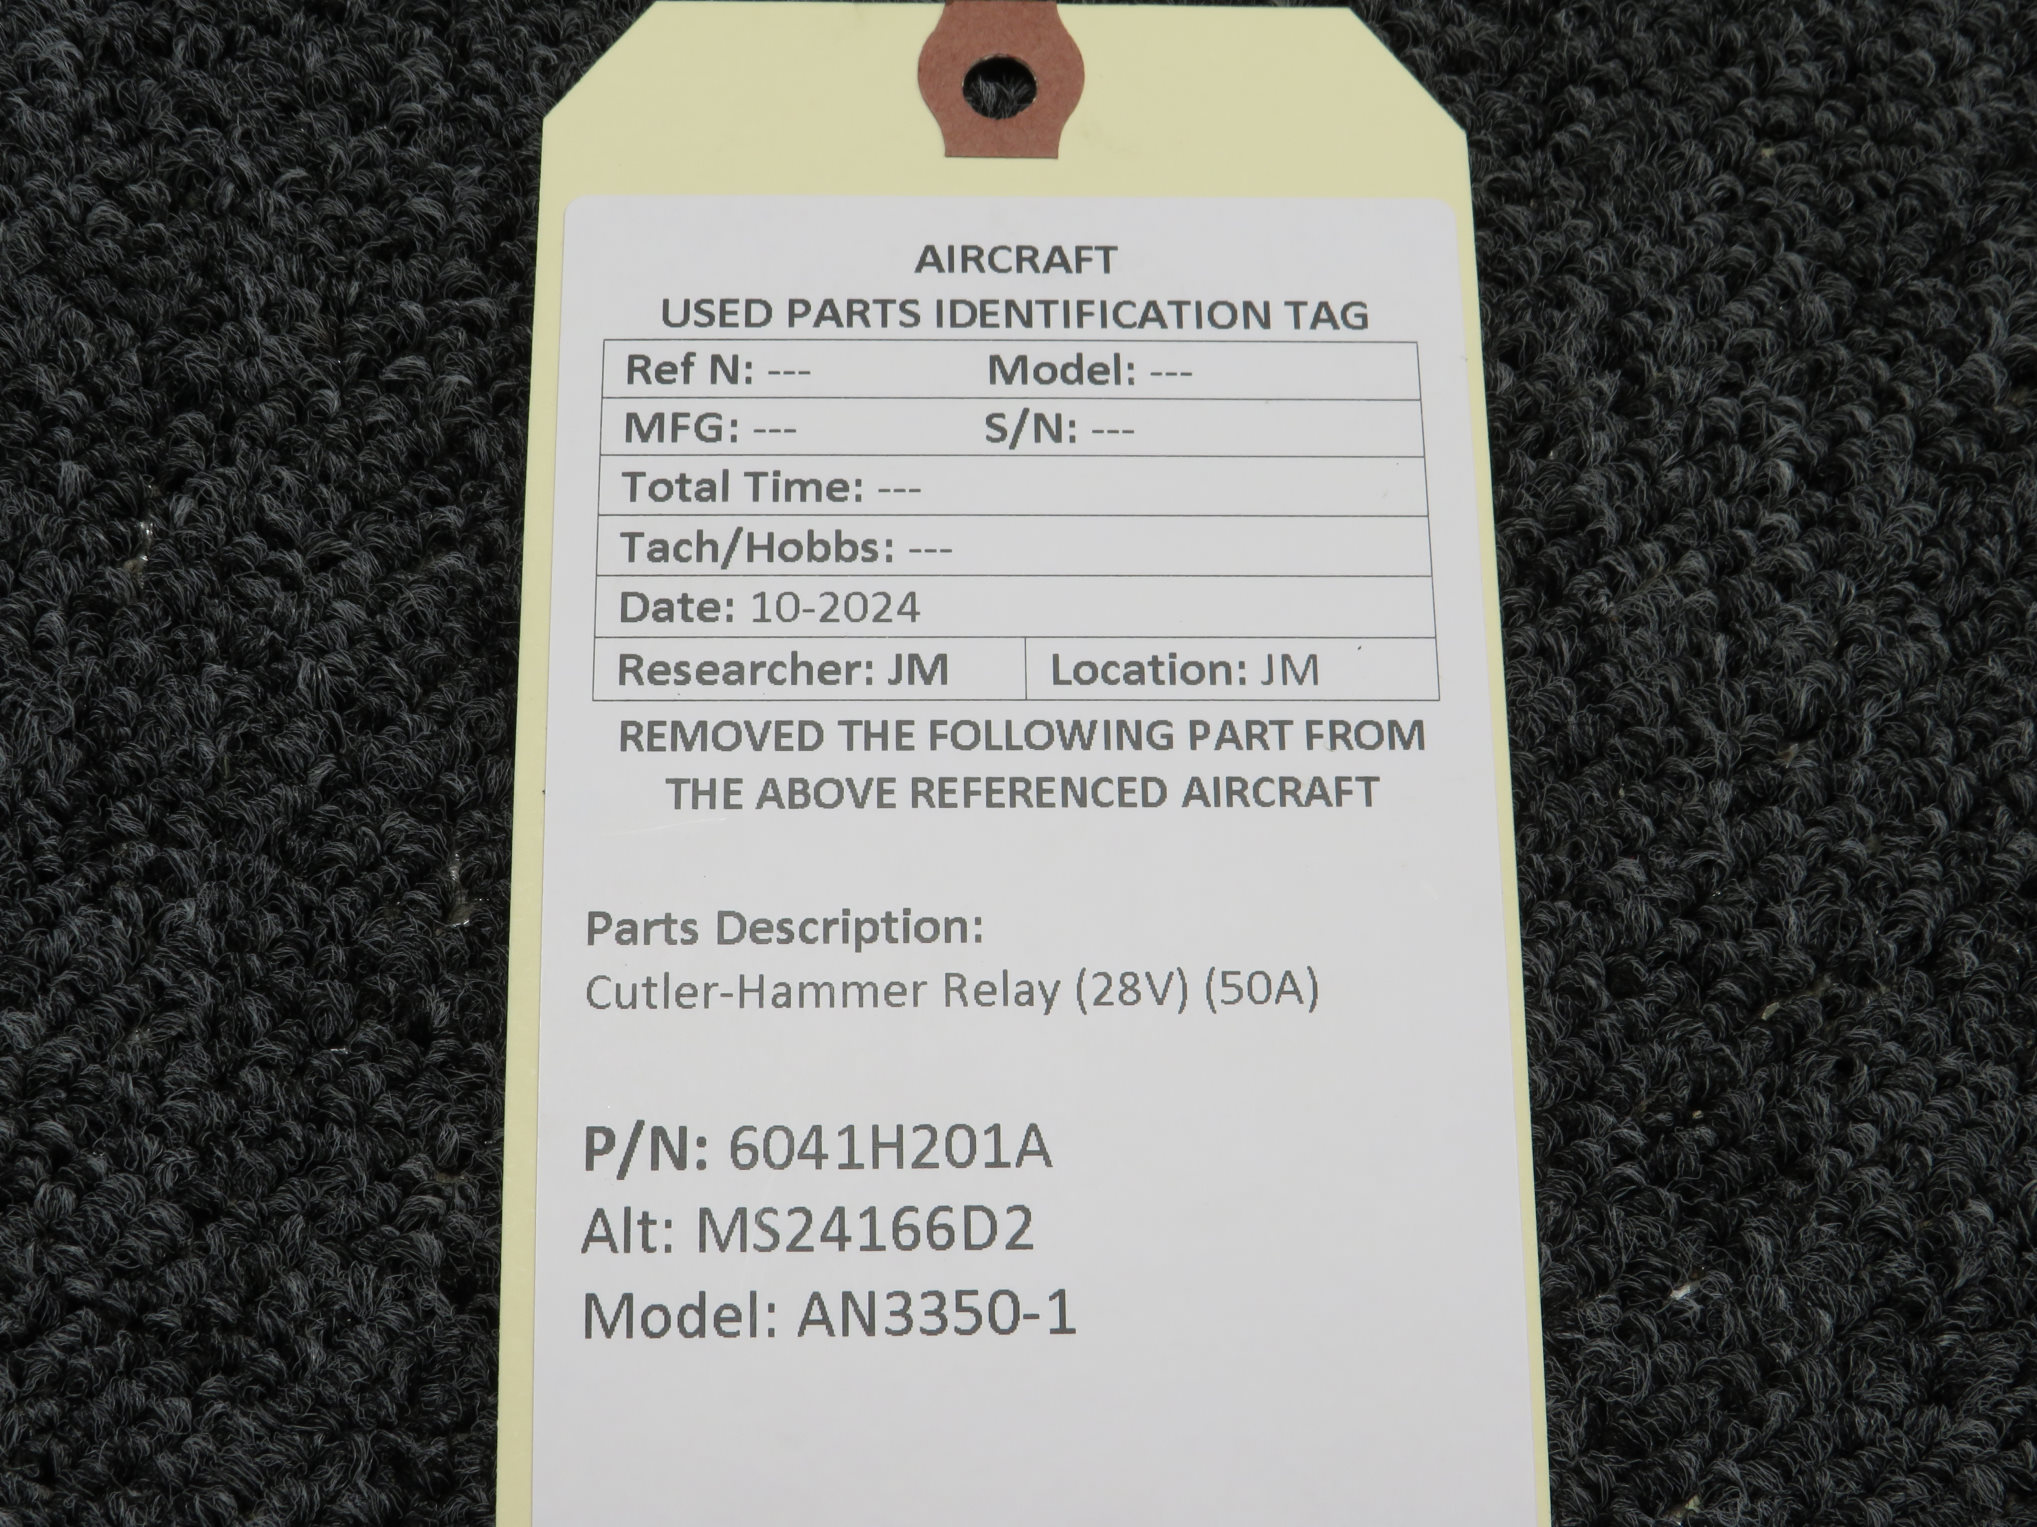 AIRCRAFT
USED PARTS IDENTIFICATION TAG
Ref N: --- Model: ---
MFG: --- S/N: ---
Total Time: ---
Tach/Hobbs: ---
Date: 10-2024
Researcher: JM Location: JM
REMOVED THE FOLLOWING PART FROM
THE ABOVE REFERENCED AIRCRAFT
Parts Description:
Cutler-Hammer Relay (28V) (50A)
P/N: 6041H201A
Alt: MS24166D2
Model: AN3350-1